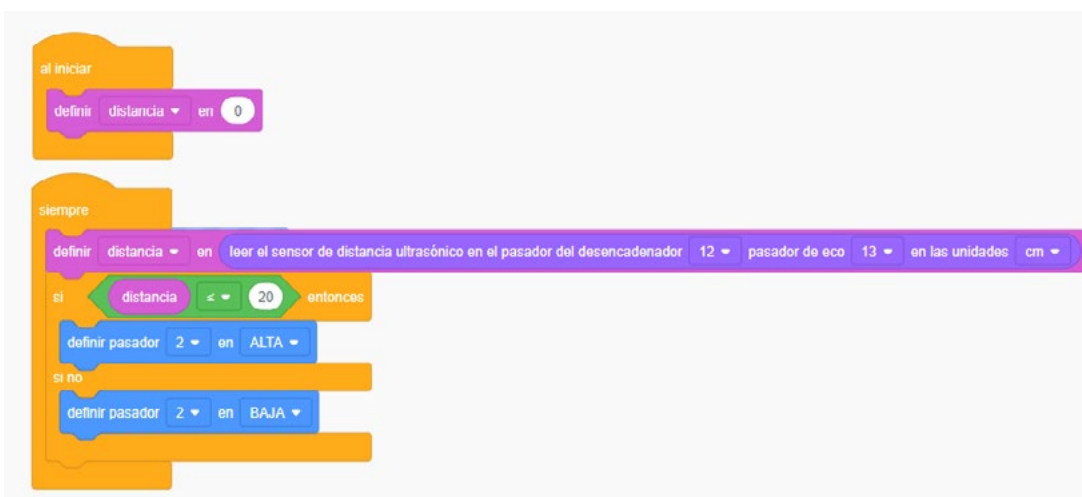 al iniciar
definir distancia en 0
siempre
definir distancia en leer el sensor de distancia ultrasónico en el pasador del desencadenador 12 pasador de eco 13 en las unidades cm
si distancia ≤ 20 entonces
definir pasador 2 en ALTA
si no
definir pasador 2 en BAJA